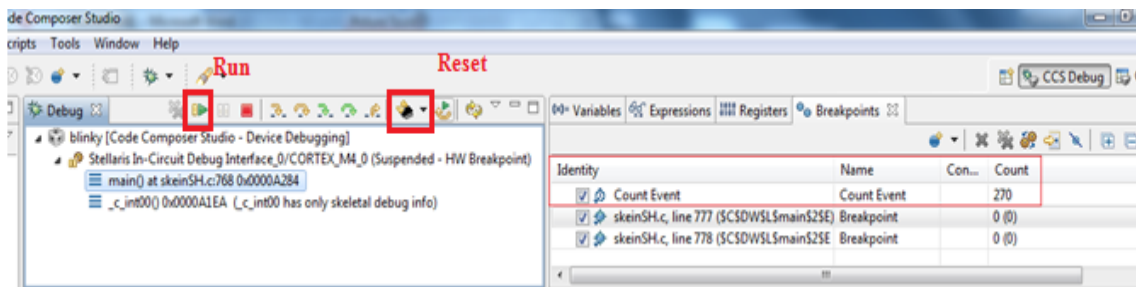 de Composer Studio
cripts Tools Window Help
Run
Reset
CCS Debug
Debug
Variables Expressions Registers Breakpoints
blinky [Code Composer Studio - Device Debugging]
Stellaris In-Circuit Debug Interface_0/CORTEX_M4_0 (Suspended - HW Breakpoint)
main() at skeinSH.c:768 0x0000A284
_c_int00() 0x0000A1EA (_c_int00 has only skeletal debug info)
Identity Name Con... Count
Count Event Count Event 270
skeinSH.c, line 777 ($C$DW$L$main$2$E) Breakpoint 0 (0)
skeinSH.c, line 778 ($C$DW$L$main$2$E Breakpoint 0 (0)